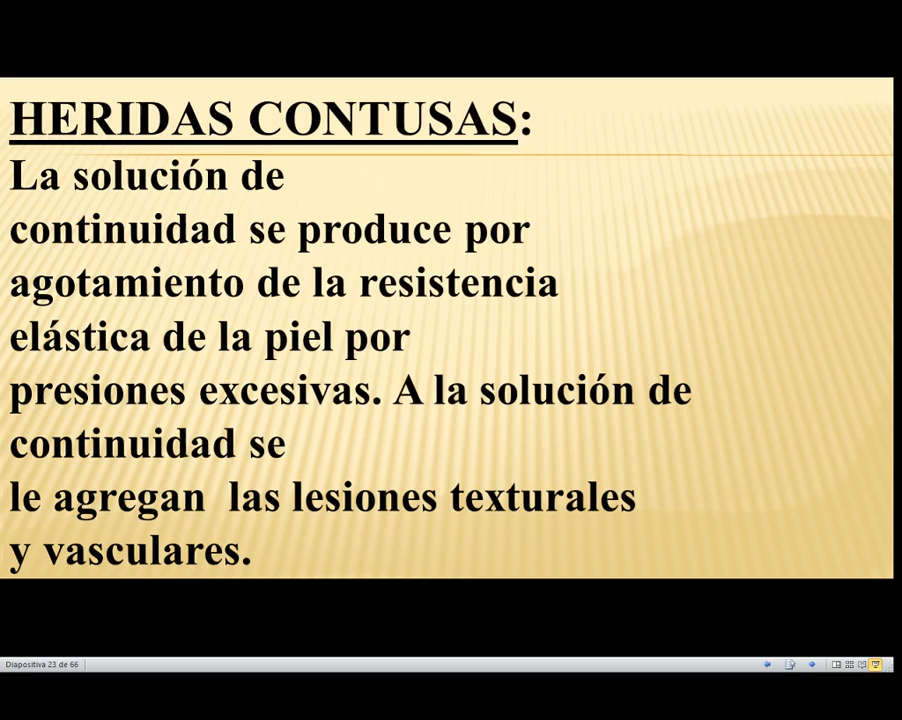 HERIDAS CONTUSAS:
La solución de
continuidad se produce por
agotamiento de la resistencia
elástica de la piel por
presiones excesivas. A la solución de
continuidad se
le agregan  las lesiones texturales
y vasculares.
Diapositiva 23 de 66